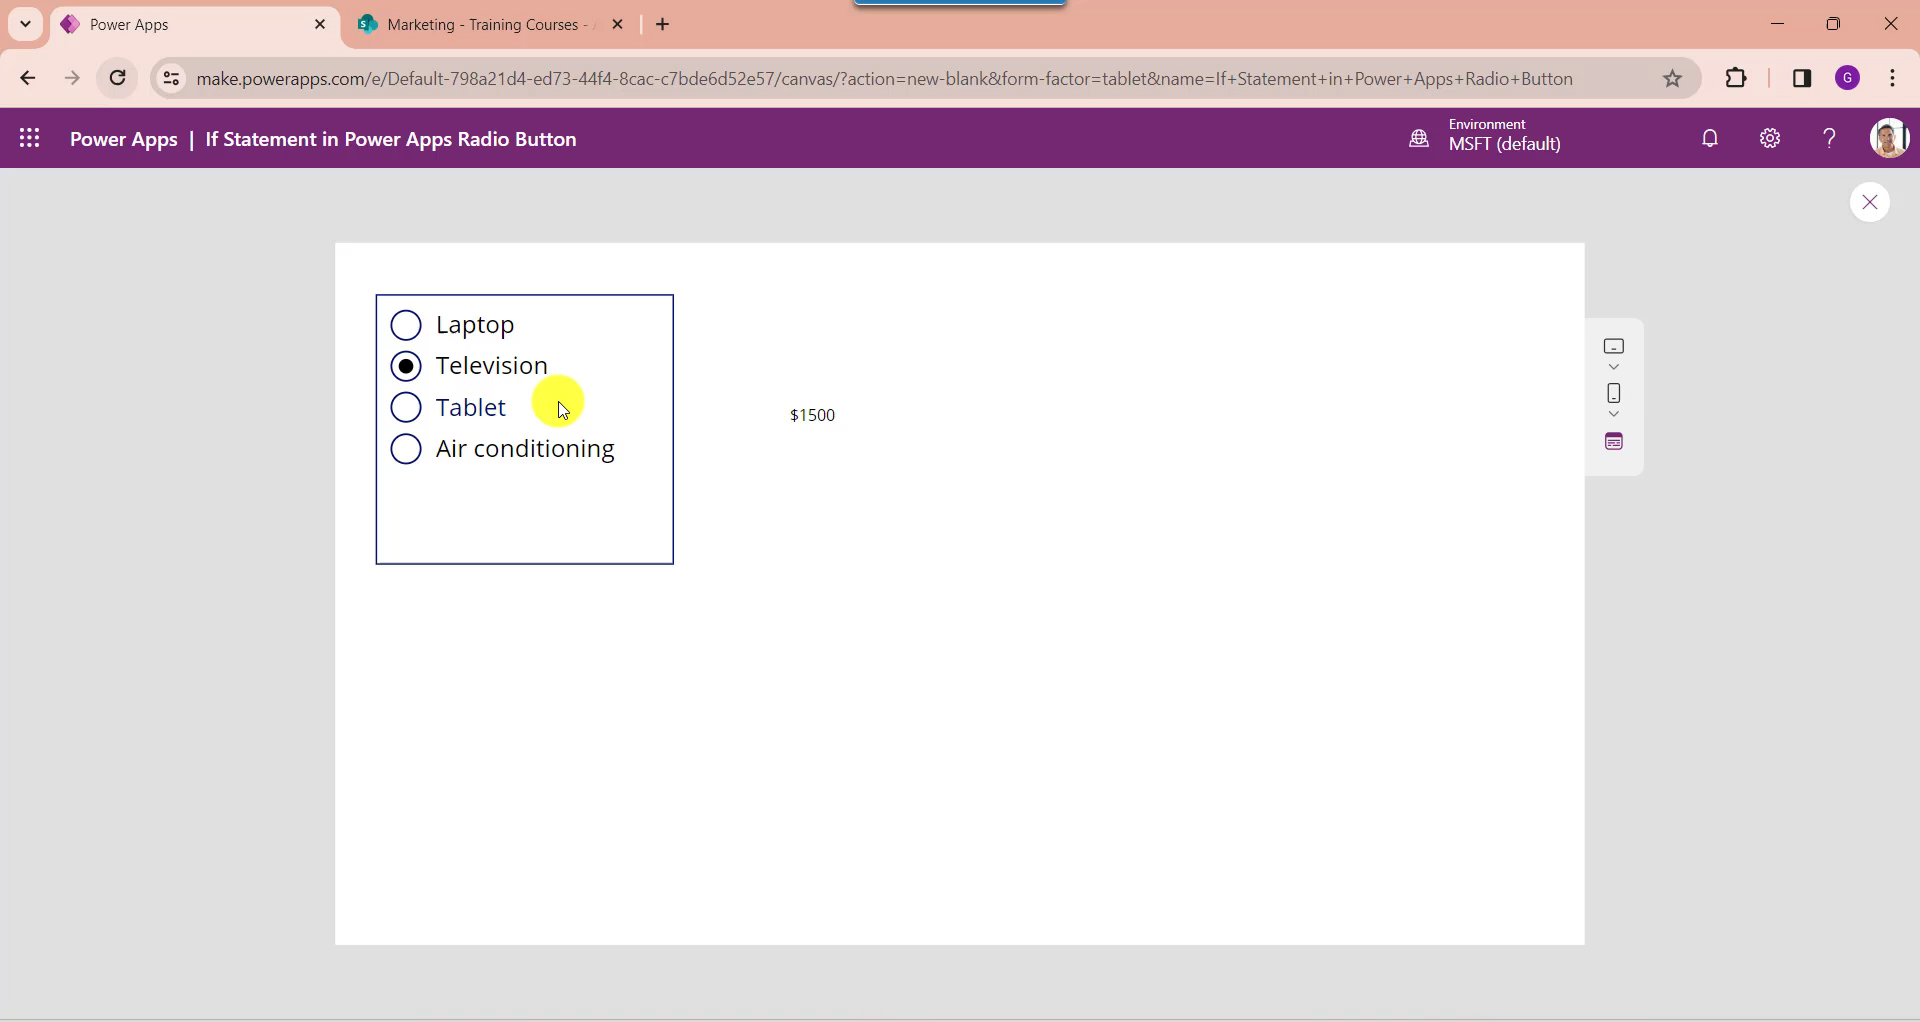 Power Apps
Marketing - Training Courses -
make.powerapps.com/e/Default-798a21d4-ed73-44f4-8cac-c7bde6d52e57/canvas/?action=new-blank&form-factor=tablet&name=If+Statement+in+Power+Apps+Radio+Button
G
Power Apps | If Statement in Power Apps Radio Button
Environment
MSFT (default)
Laptop
Television
Tablet
Air conditioning
$1500